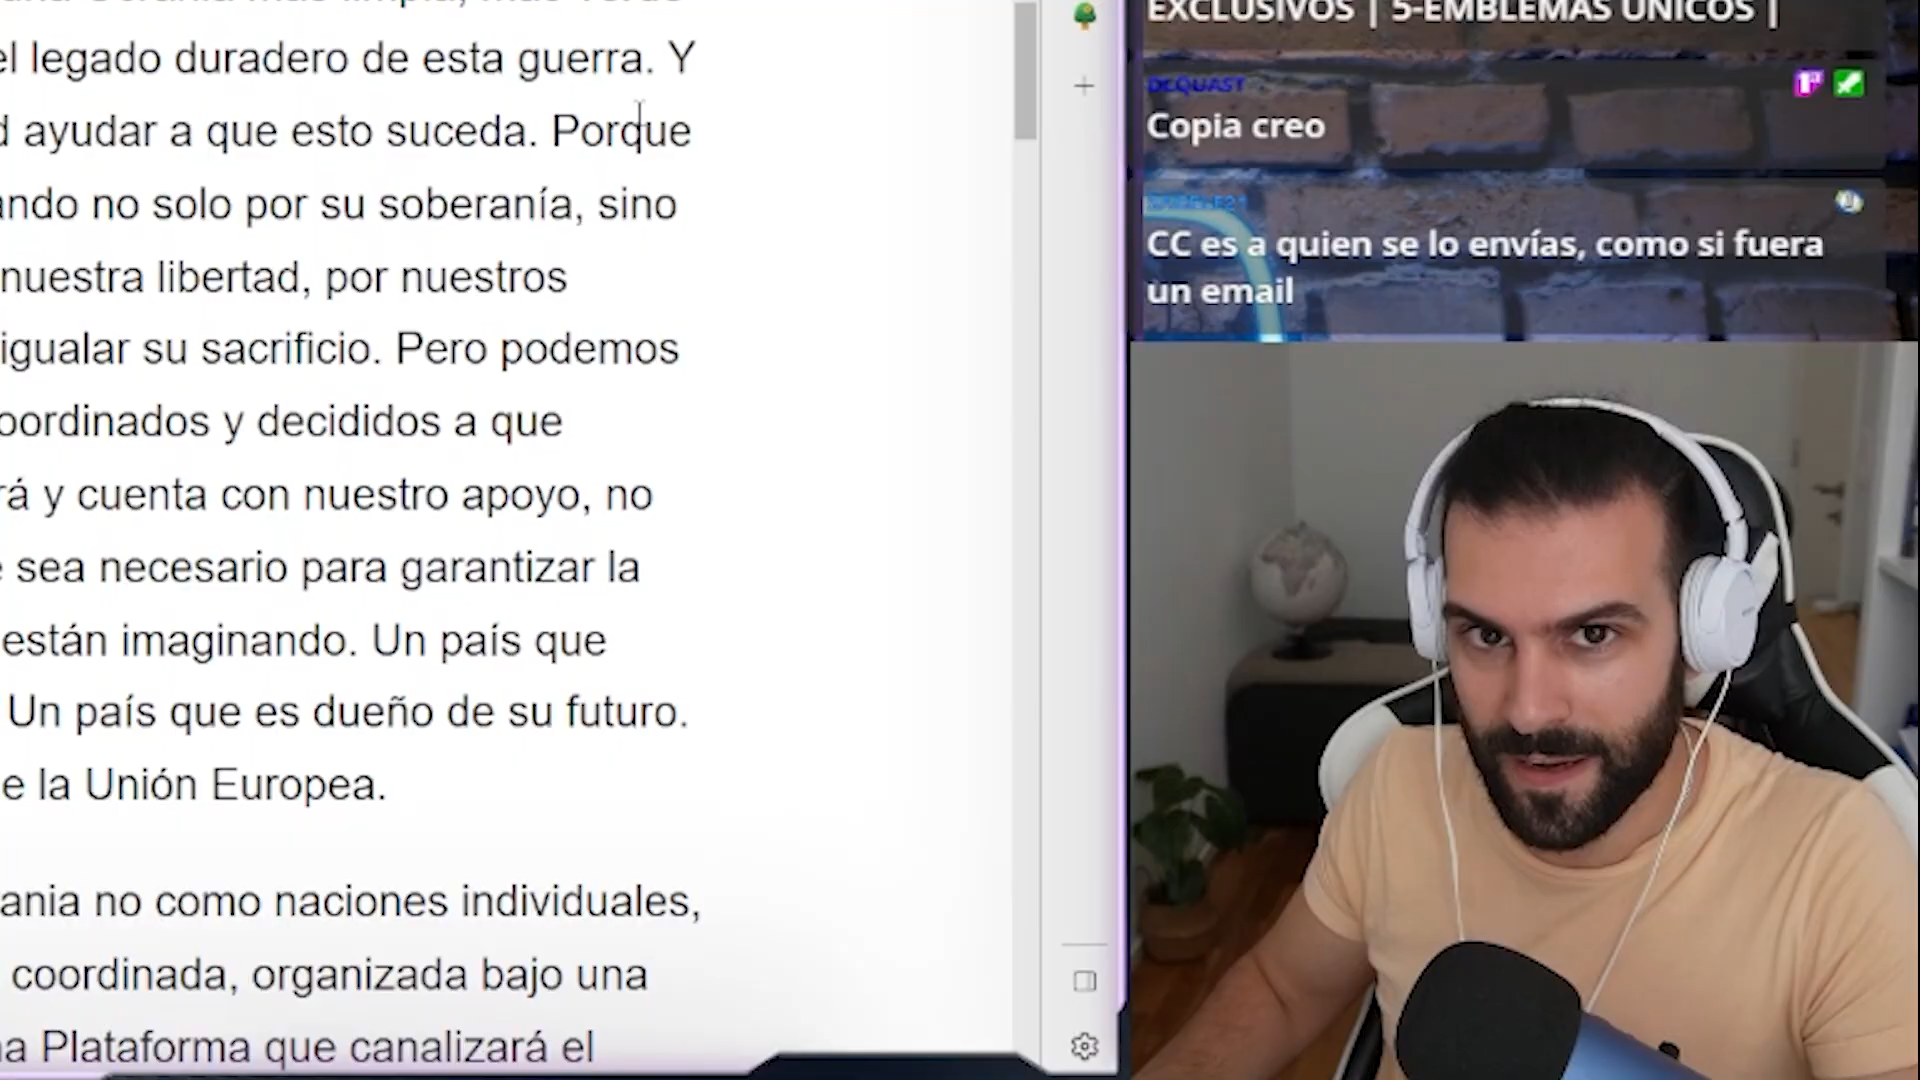 el legado duradero de esta guerra. Y
ayudar a que esto suceda. Porque
ando no solo por su soberanía, sino
nuestra libertad, por nuestros
igualar su sacrificio. Pero podemos
oordinados y decididos a que
rá y cuenta con nuestro apoyo, no
sea necesario para garantizar la
están imaginando. Un país que
Un país que es dueño de su futuro.
e la Unión Europea.
ania no como naciones individuales,
coordinada, organizada bajo una
a Plataforma que canalizará el
EXCLUSIVOS | 5-EMBLEMAS ÚNICOS |
DLQUAST
Copia creo
CC es a quien se lo envías, como si fuera
un email